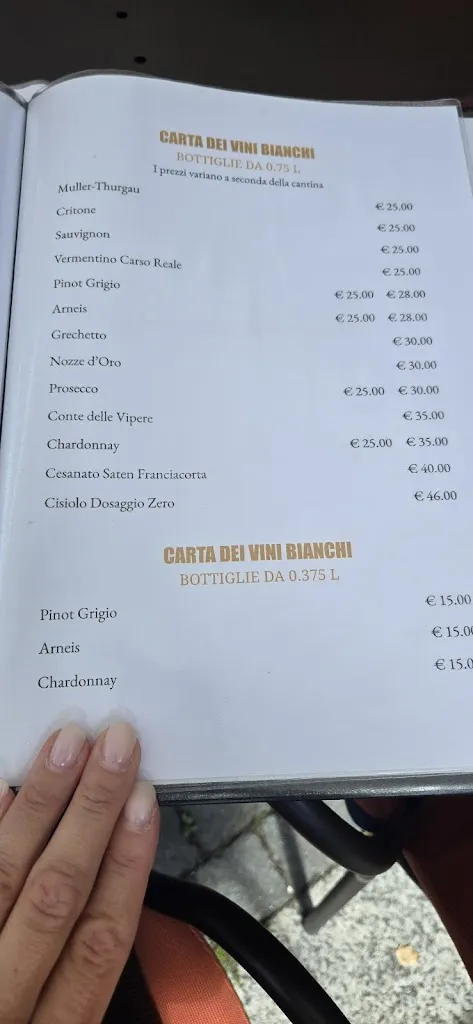 CARTA DEI VINI BIANCHI
BOTTIGLIE DA 0.75 L
I prezzi variano a seconda della cantina
Muller-Thurgau € 25.00
Critone € 25.00
Sauvignon € 25.00
Vermentino Carso Reale € 25.00
Pinot Grigio € 25.00 € 28.00
Arneis € 25.00 € 28.00
Grechetto € 30.00
Nozze d'Oro € 30.00
Prosecco € 25.00 € 30.00
Conte delle Vipere € 35.00
Chardonnay € 25.00 € 35.00
Cesanato Saten Franciacorta € 40.00
Cisiolo Dosaggio Zero € 46.00
CARTA DEI VINI BIANCHI
BOTTIGLIE DA 0.375 L
Pinot Grigio € 15.00
Arneis € 15.00
Chardonnay € 15.0